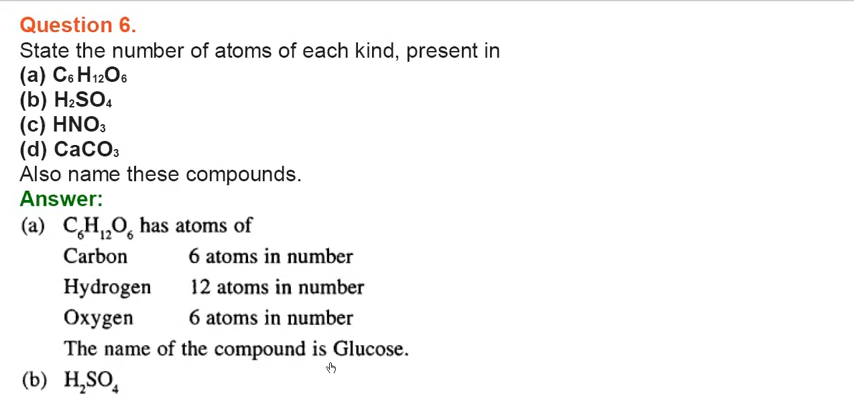 Question 6.
State the number of atoms of each kind, present in
(a) C₆H₁₂O₆
(b) H₂SO₄
(c) HNO₃
(d) CaCO₃
Also name these compounds.
Answer:
(a) C₆H₁₂O₆ has atoms of
Carbon 6 atoms in number
Hydrogen 12 atoms in number
Oxygen 6 atoms in number
The name of the compound is Glucose.
(b) H₂SO₄